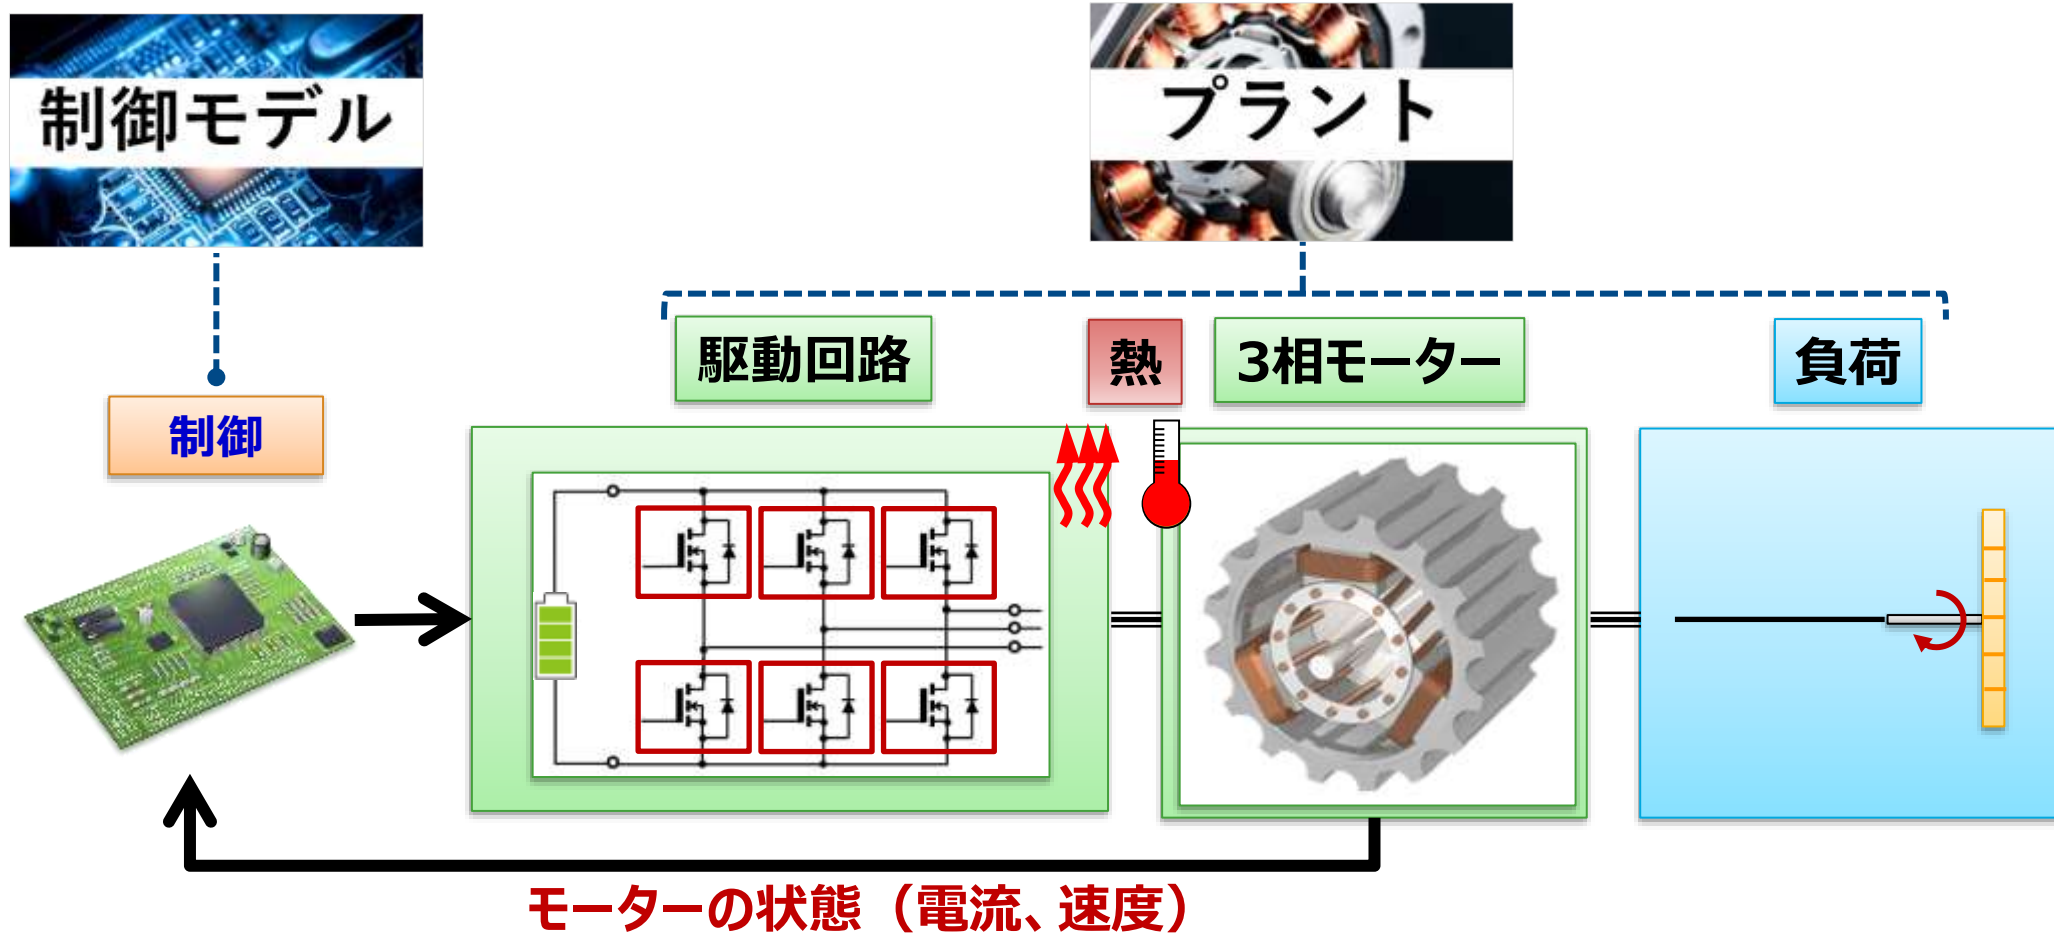 制御モデル
プラント
駆動回路
熱
3相モーター
負荷
制御
モーターの状態（電流、速度）